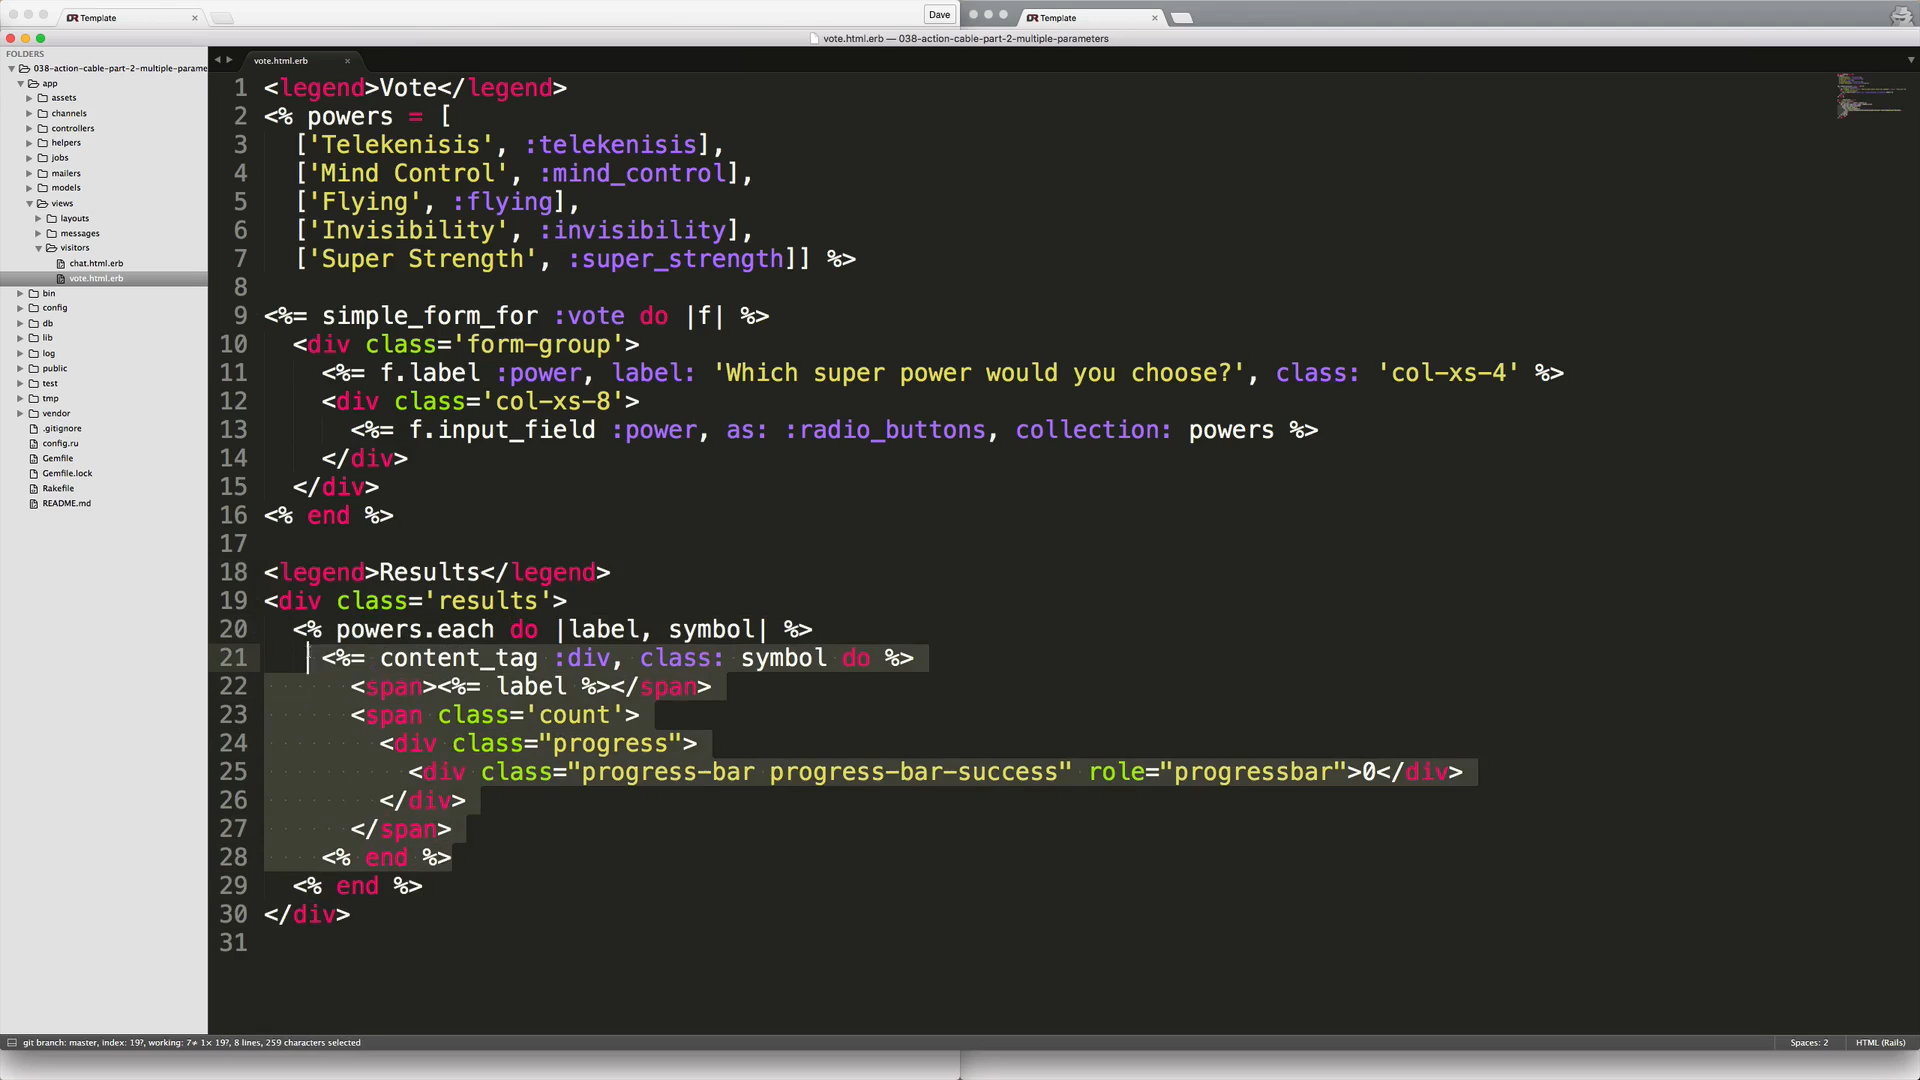 Template
Dave
Template
vote.html.erb — 038-action-cable-part-2-multiple-parameters
FOLDERS
038-action-cable-part-2-multiple-parame
app
assets
channels
controllers
helpers
jobs
mailers
models
views
layouts
messages
visitors
chat.html.erb
vote.html.erb
bin
config
db
lib
log
public
test
tmp
vendor
.gitignore
config.ru
Gemfile
Gemfile.lock
Rakefile
README.md
vote.html.erb
1 <legend>Vote</legend>
2 <% powers = [
3 ['Telekenisis', :telekenisis],
4 ['Mind Control', :mind_control],
5 ['Flying', :flying],
6 ['Invisibility', :invisibility],
7 ['Super Strength', :super_strength]] %>
8
9 <%= simple_form_for :vote do |f| %>
10 <div class='form-group'>
11 <%= f.label :power, label: 'Which super power would you choose?', class: 'col-xs-4' %>
12 <div class='col-xs-8'>
13 <%= f.input_field :power, as: :radio_buttons, collection: powers %>
14 </div>
15 </div>
16 <% end %>
17
18 <legend>Results</legend>
19 <div class='results'>
20 <% powers.each do |label, symbol| %>
21 <%= content_tag :div, class: symbol do %>
22 <span><%= label %></span>
23 <span class='count'>
24 <div class="progress">
25 <div class="progress-bar progress-bar-success" role="progressbar">0</div>
26 </div>
27 </span>
28 <% end %>
29 <% end %>
30 </div>
31
git branch: master, index: 19?, working: 7≠ 1× 19?, 8 lines, 259 characters selected
Spaces: 2
HTML (Rails)